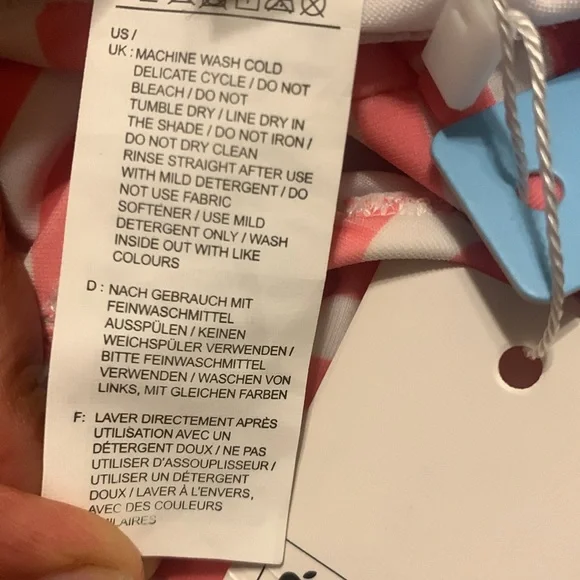 US /
UK : MACHINE WASH COLD
DELICATE CYCLE / DO NOT
BLEACH / DO NOT
TUMBLE DRY / LINE DRY IN
THE SHADE / DO NOT IRON /
DO NOT DRY CLEAN
RINSE STRAIGHT AFTER USE
WITH MILD DETERGENT / DO
NOT USE FABRIC
SOFTENER / USE MILD
DETERGENT ONLY / WASH
INSIDE OUT WITH LIKE
COLOURS
D : NACH GEBRAUCH MIT
FEINWASCHMITTEL
AUSSPÜLEN / KEINEN
WEICHSPÜLER VERWENDEN /
BITTE FEINWASCHMITTEL
VERWENDEN / WASCHEN VON
LINKS, MIT GLEICHEN FARBEN
F: LAVER DIRECTEMENT APRÈS
UTILISATION AVEC UN
DÉTERGENT DOUX / NE PAS
UTILISER D'ASSOUPLISSEUR /
UTILISER UN DÉTERGENT
DOUX / LAVER À L'ENVERS,
AVEC DES COULEURS